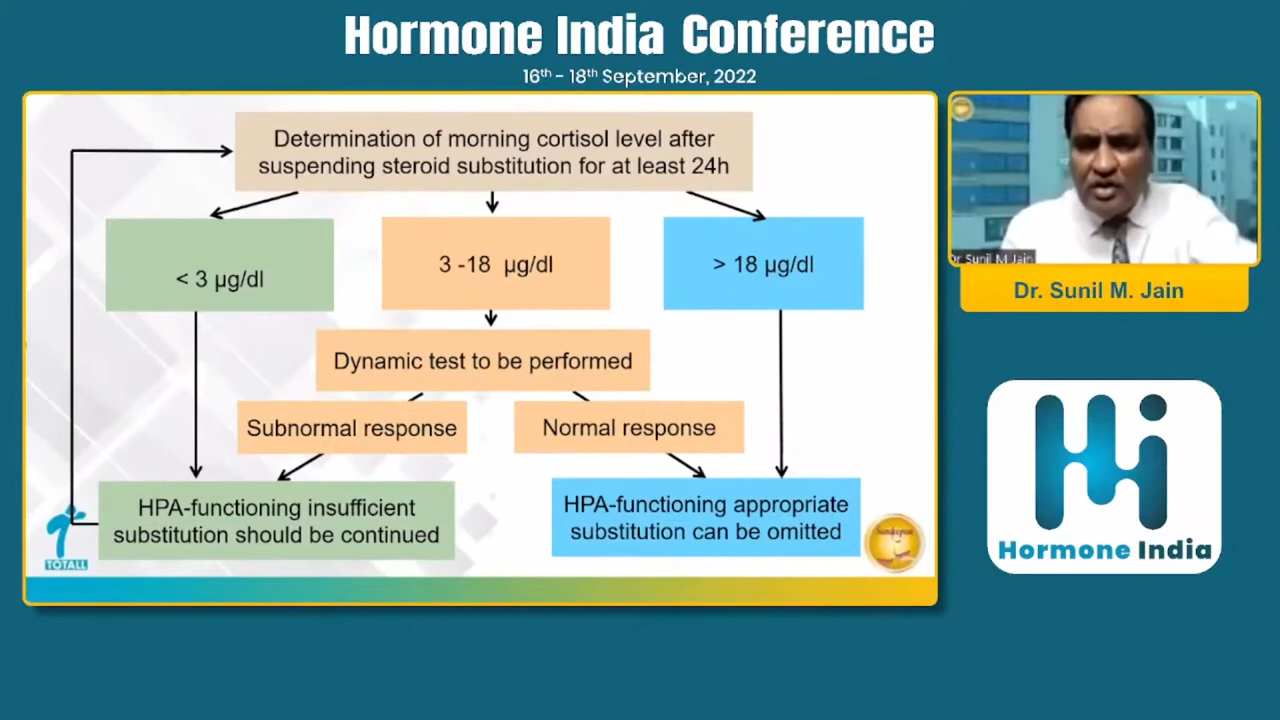 Hormone India Conference
16th - 18th September, 2022
Determination of morning cortisol level after
suspending steroid substitution for at least 24h
< 3 µg/dl
3 -18 µg/dl
> 18 µg/dl
Dynamic test to be performed
Subnormal response
Normal response
HPA-functioning insufficient
substitution should be continued
HPA-functioning appropriate
substitution can be omitted
TOTALL
Dr. Sunil M Jain
Dr. Sunil M. Jain
Hi
Hormone India